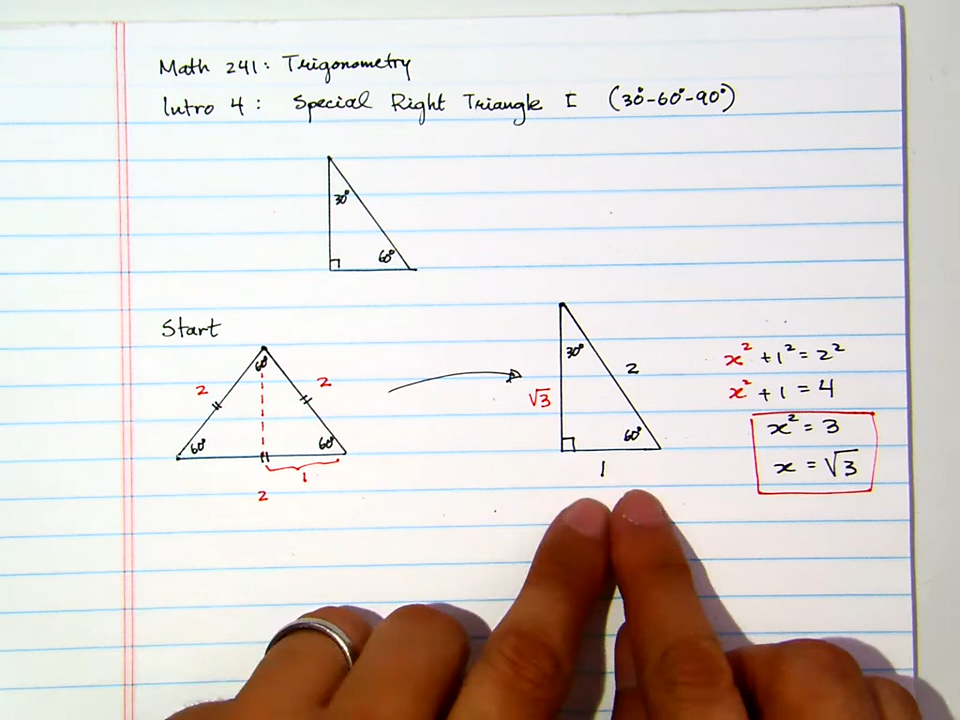 Math 241: Trigonometry
Intro 4: Special Right Triangle I (30°-60°-90°)
30°
60°
Start
60°
2
2
60°
60°
1
2
30°
2
√3
60°
1
x² + 1² = 2²
x² + 1 = 4
x² = 3
x = √3